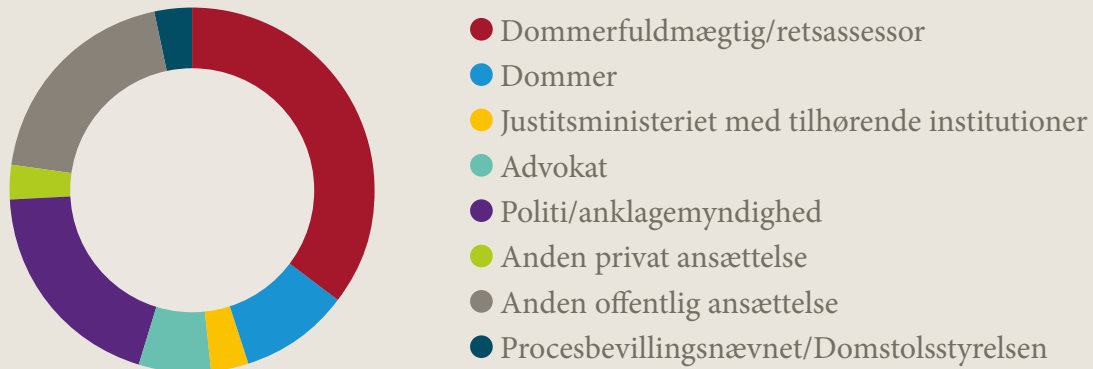 Dommerfuldmægtig/retsassessor
Dommer
Justitsministeriet med tilhørende institutioner
Advokat
Politi/anklagemyndighed
Anden privat ansættelse
Anden offentlig ansættelse
Procesbevillingsnævnet/Domstolsstyrelsen